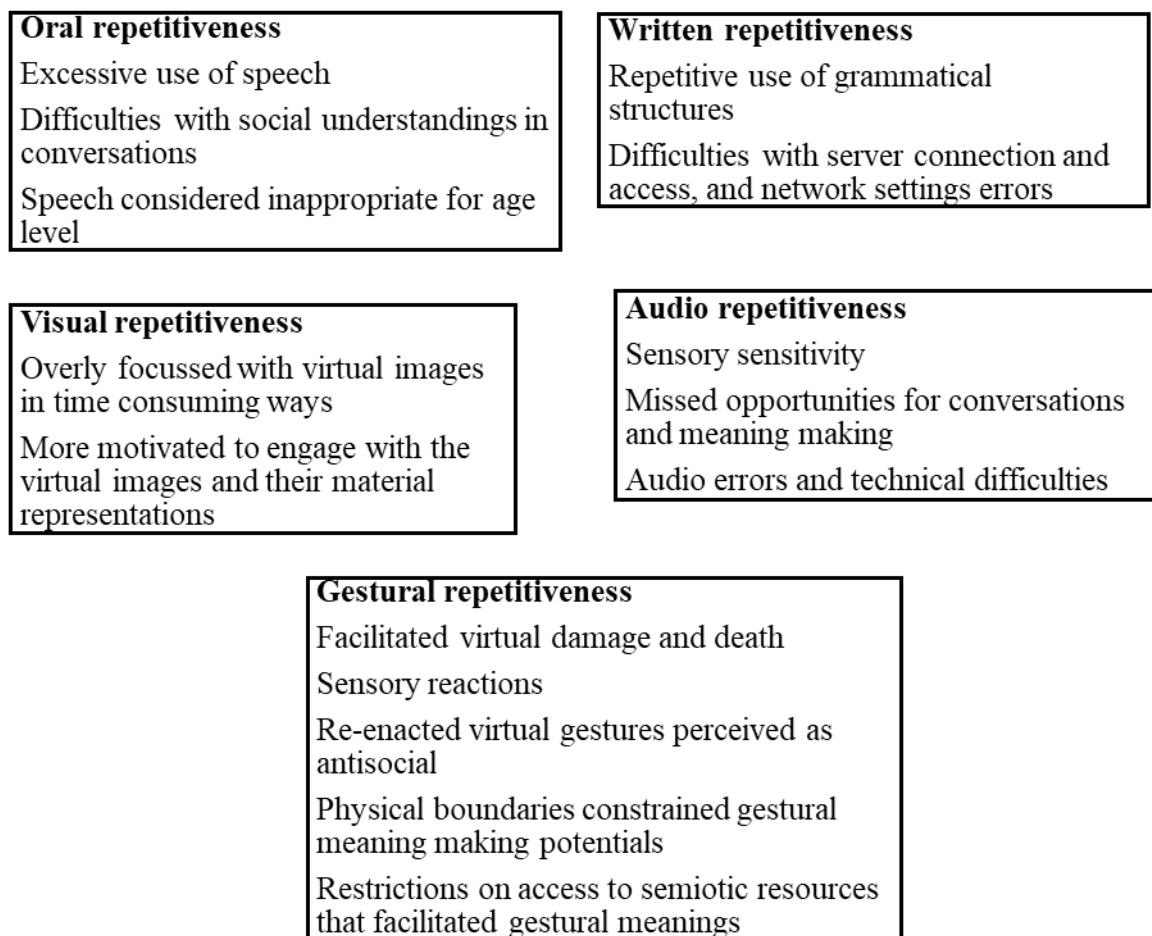 Oral repetitiveness
Excessive use of speech
Difficulties with social understandings in
conversations
Speech considered inappropriate for age
level
Written repetitiveness
Repetitive use of grammatical
structures
Difficulties with server connection and
access, and network settings errors
Visual repetitiveness
Overly focussed with virtual images
in time consuming ways
More motivated to engage with the
virtual images and their material
representations
Audio repetitiveness
Sensory sensitivity
Missed opportunities for conversations
and meaning making
Audio errors and technical difficulties
Gestural repetitiveness
Facilitated virtual damage and death
Sensory reactions
Re-enacted virtual gestures perceived as
antisocial
Physical boundaries constrained gestural
meaning making potentials
Restrictions on access to semiotic resources
that facilitated gestural meanings